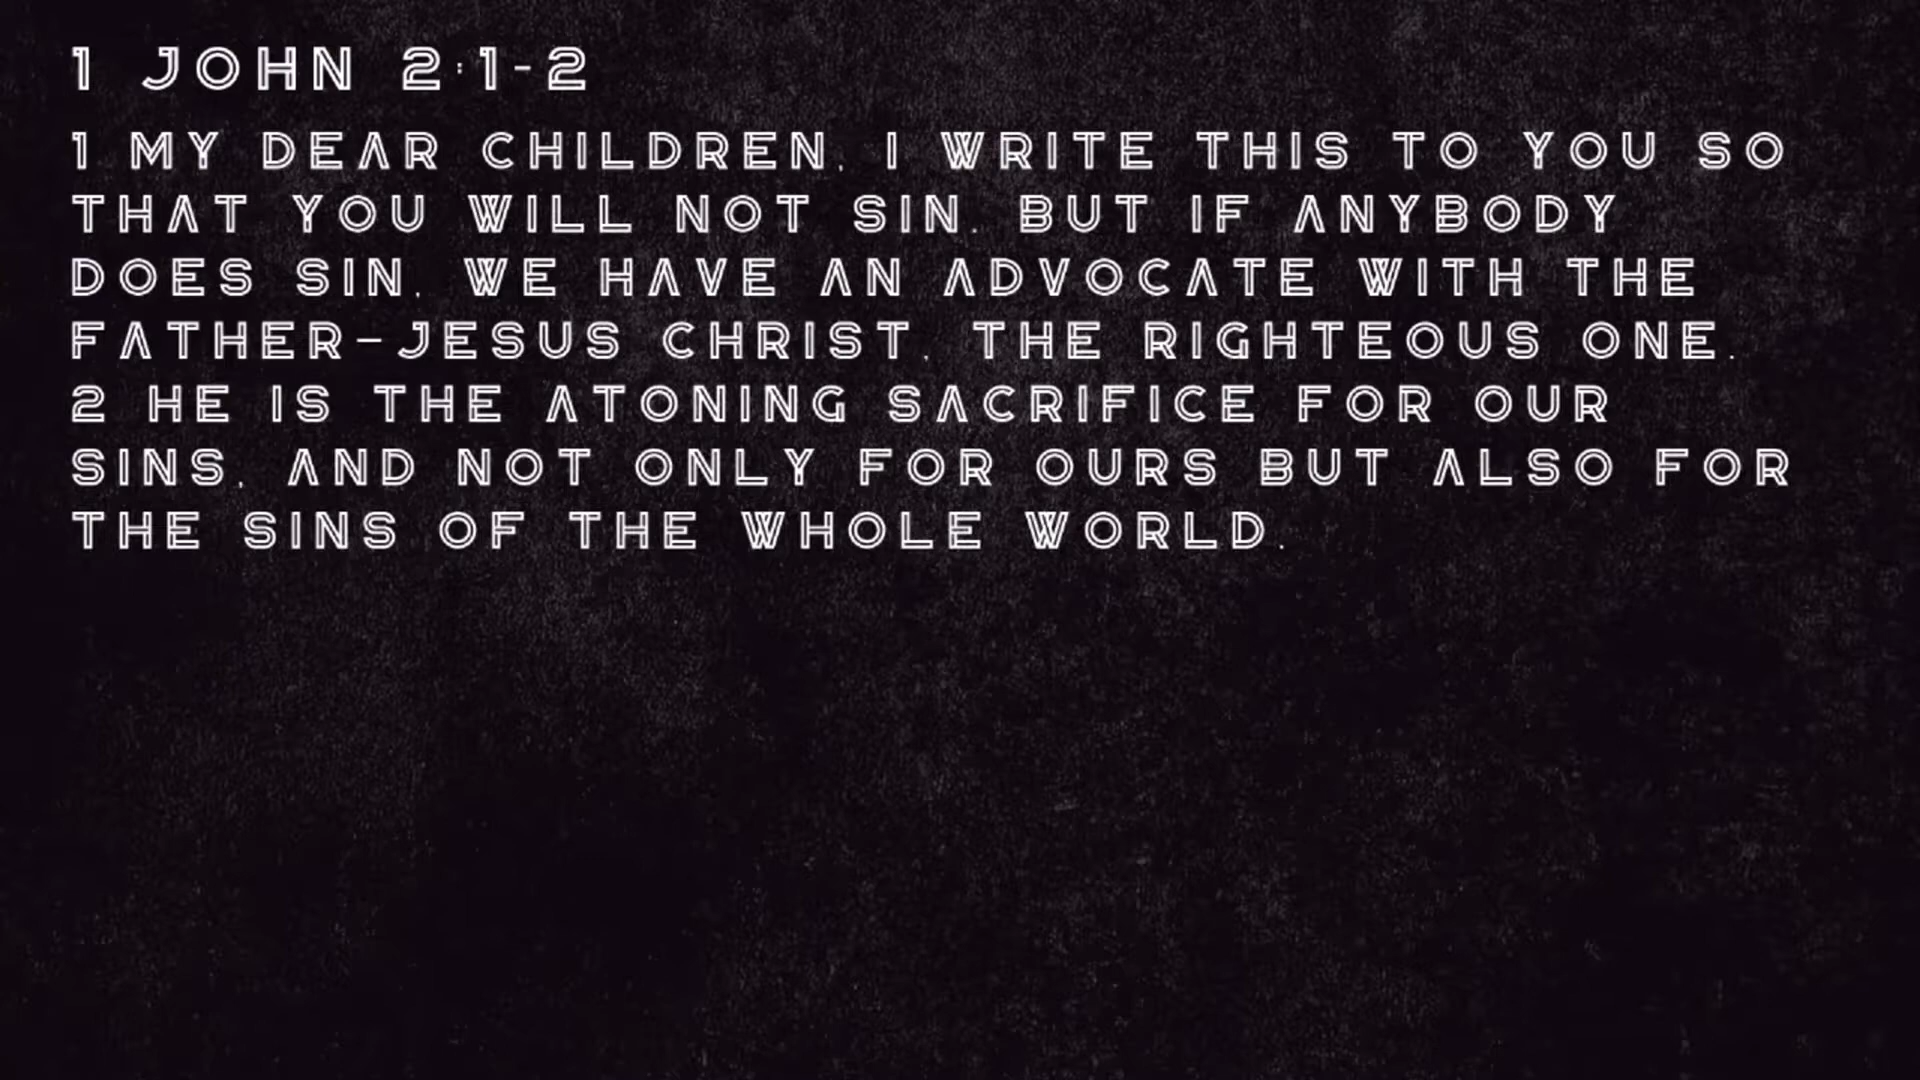 1 JOHN 2:1-2
1 MY DEAR CHILDREN, I WRITE THIS TO YOU SO
THAT YOU WILL NOT SIN. BUT IF ANYBODY
DOES SIN, WE HAVE AN ADVOCATE WITH THE
FATHER—JESUS CHRIST, THE RIGHTEOUS ONE.
2 HE IS THE ATONING SACRIFICE FOR OUR
SINS, AND NOT ONLY FOR OURS BUT ALSO FOR
THE SINS OF THE WHOLE WORLD.